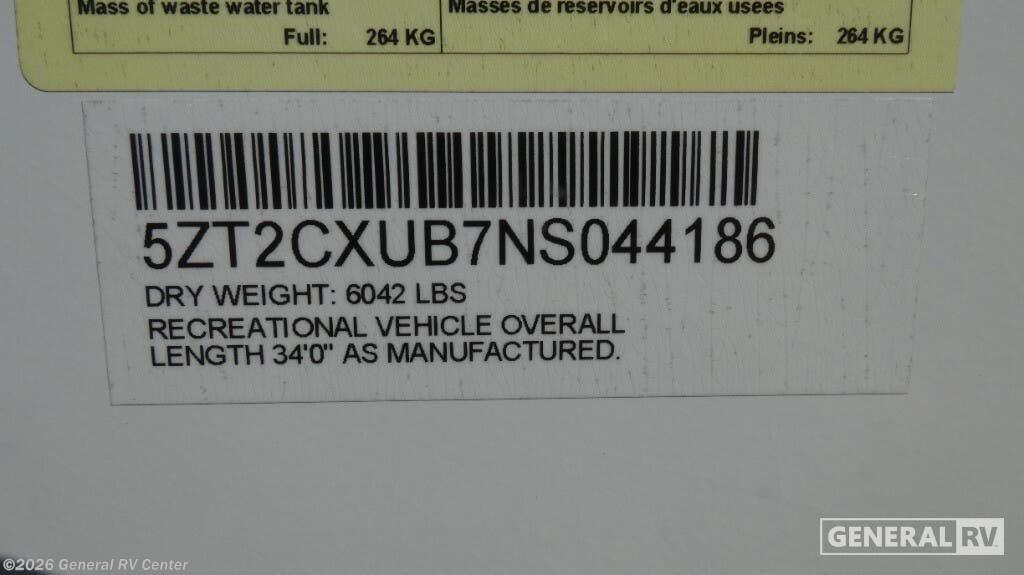 Mass of waste water tank
Masses de reservoirs d'eaux usees
Full: 264 KG
Pleins: 264 KG
5ZT2CXUB7NS044186
DRY WEIGHT: 6042 LBS
RECREATIONAL VEHICLE OVERALL
LENGTH 34'0" AS MANUFACTURED.
GENERAL RV
©2026 General RV Center